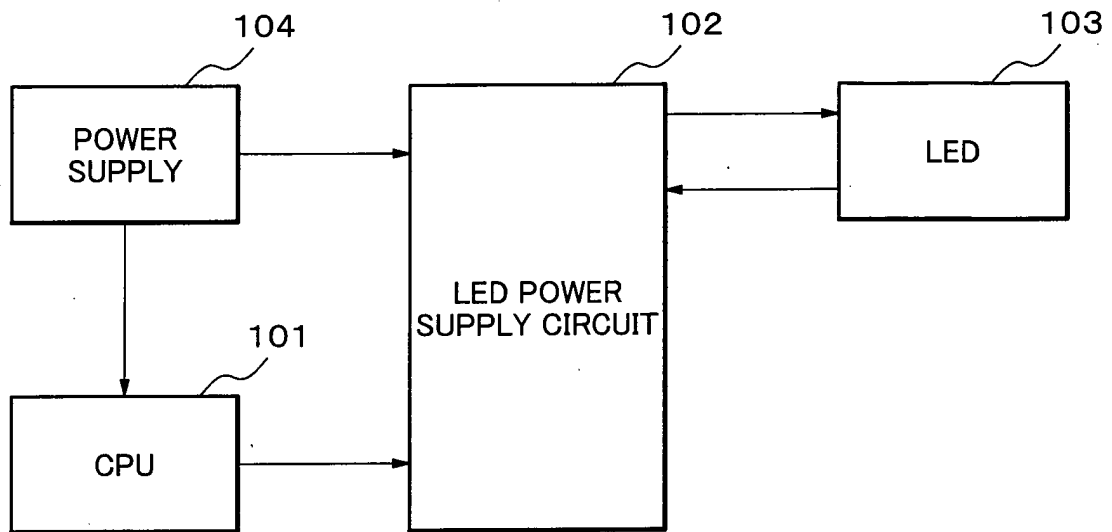 104
102
103
POWER
SUPPLY
LED
LED POWER
SUPPLY CIRCUIT
101
CPU